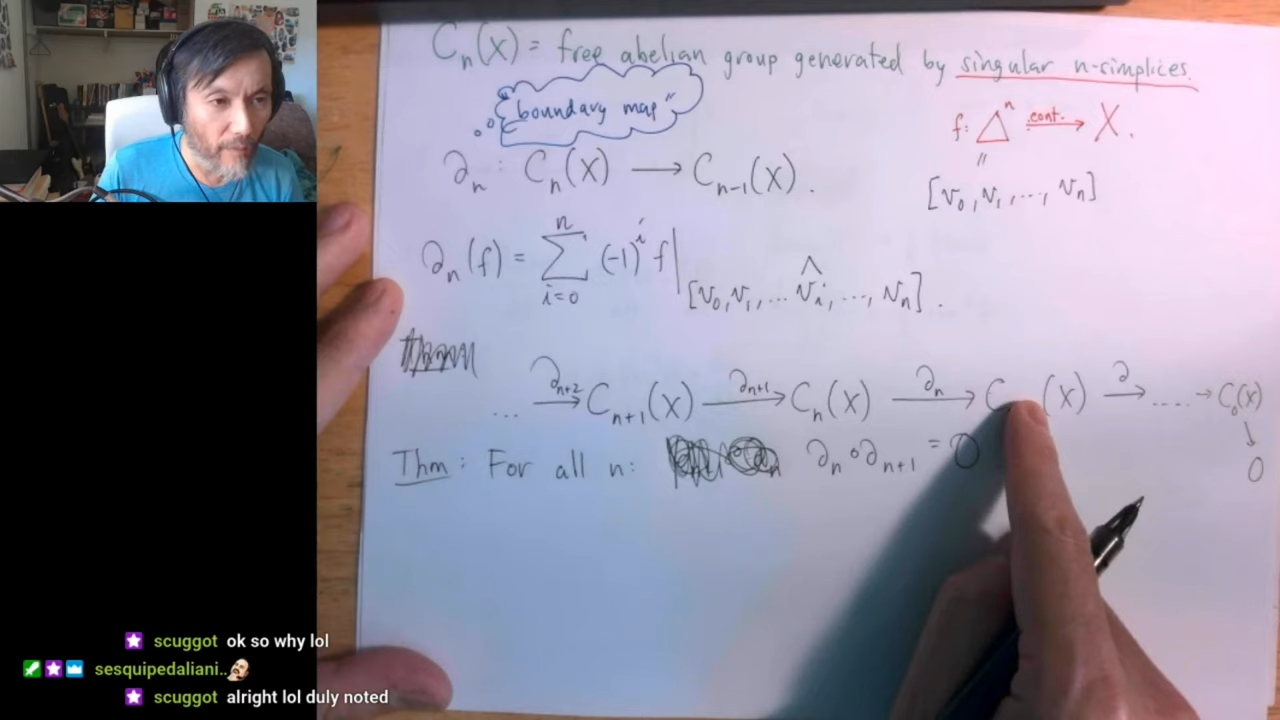 Cₙ(X) = free abelian group generated by singular n-simplices.
"boundary map"
f: Δⁿ cont. → X.
"
[v₀, v₁, ..., vₙ]
∂ₙ : Cₙ(X) → Cₙ₋₁(X).
∂ₙ(f) = Σ_{i=0}^{n} (-1)^i f|_{[v₀, v₁, ... v̂ᵢ, ..., vₙ]}.
... →^{∂ₙ₊₂} Cₙ₊₁(X) →^{∂ₙ₊₁} Cₙ(X) →^{∂ₙ} C (X) →^{∂} ..... → C₀(X)
↓
0
Thm: For all n: ∂ₙ∘∂ₙ₊₁ = 0
scuggot ok so why lol
sesquipedaliani..
scuggot alright lol duly noted